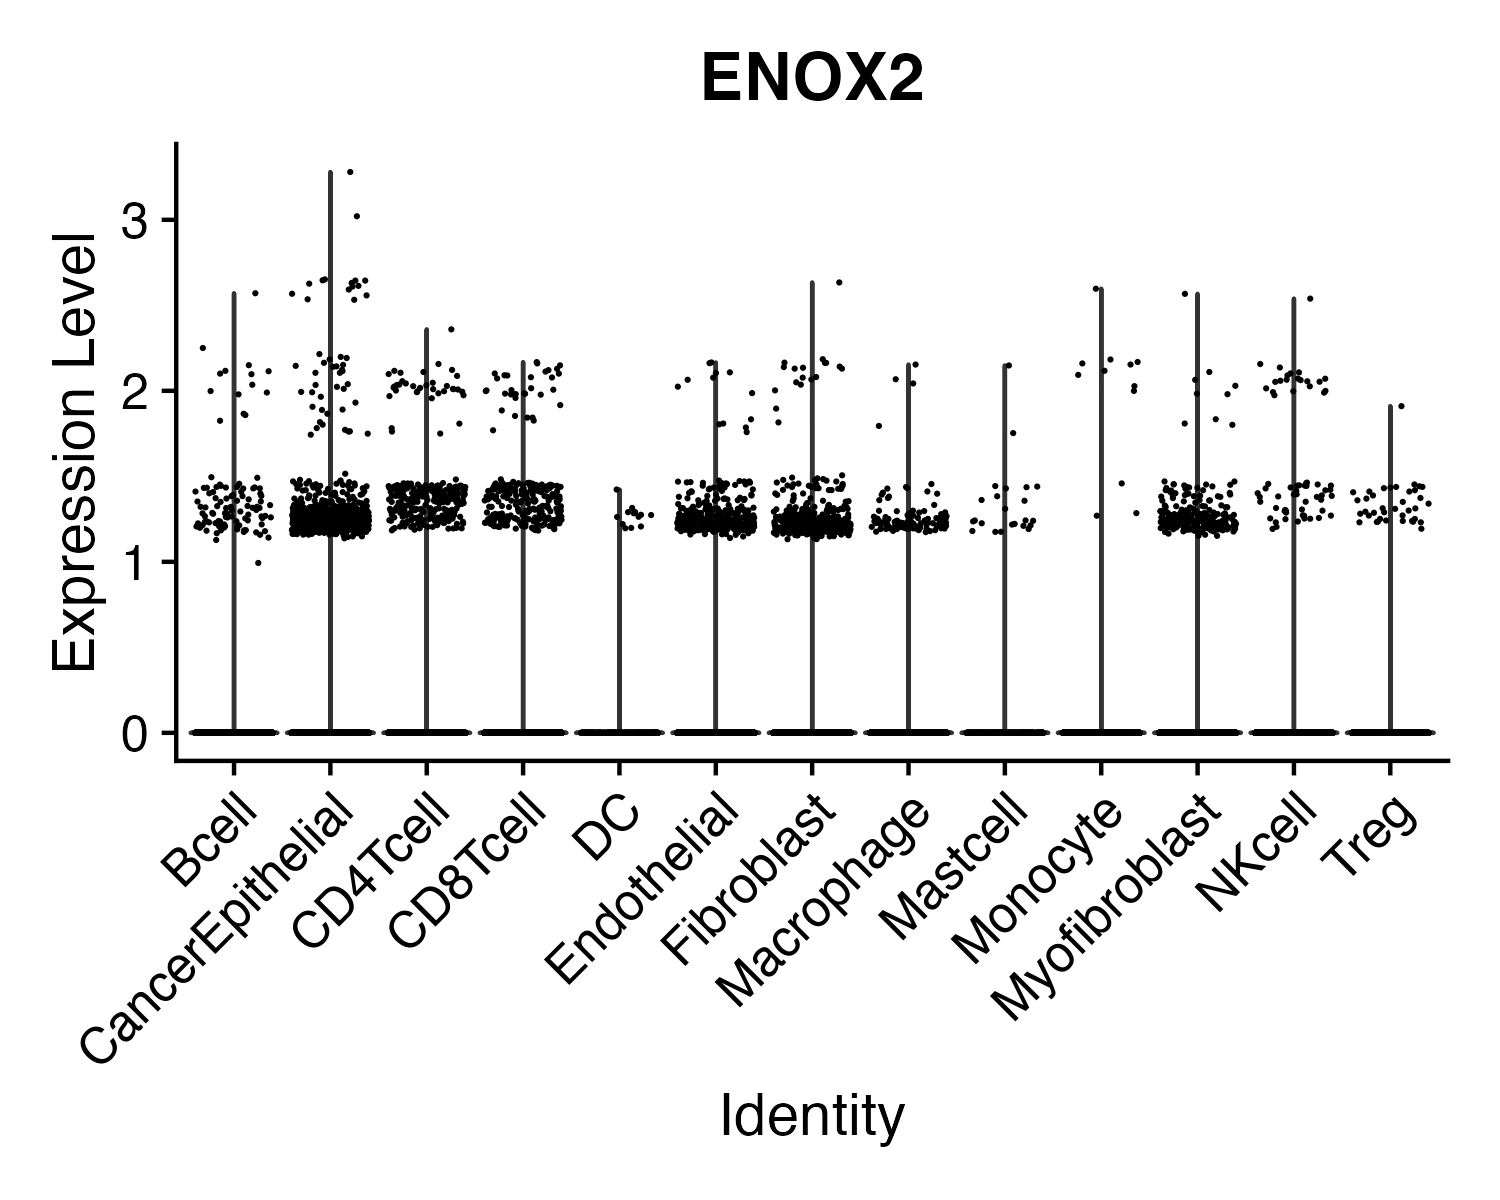 ENOX2
Expression Level
3
2
1
0
Bcell
CancerEpithelial
CD4Tcell
CD8Tcell
DC
Endothelial
Fibroblast
Macrophage
Mastcell
Monocyte
Myofibroblast
NKcell
Treg
Identity